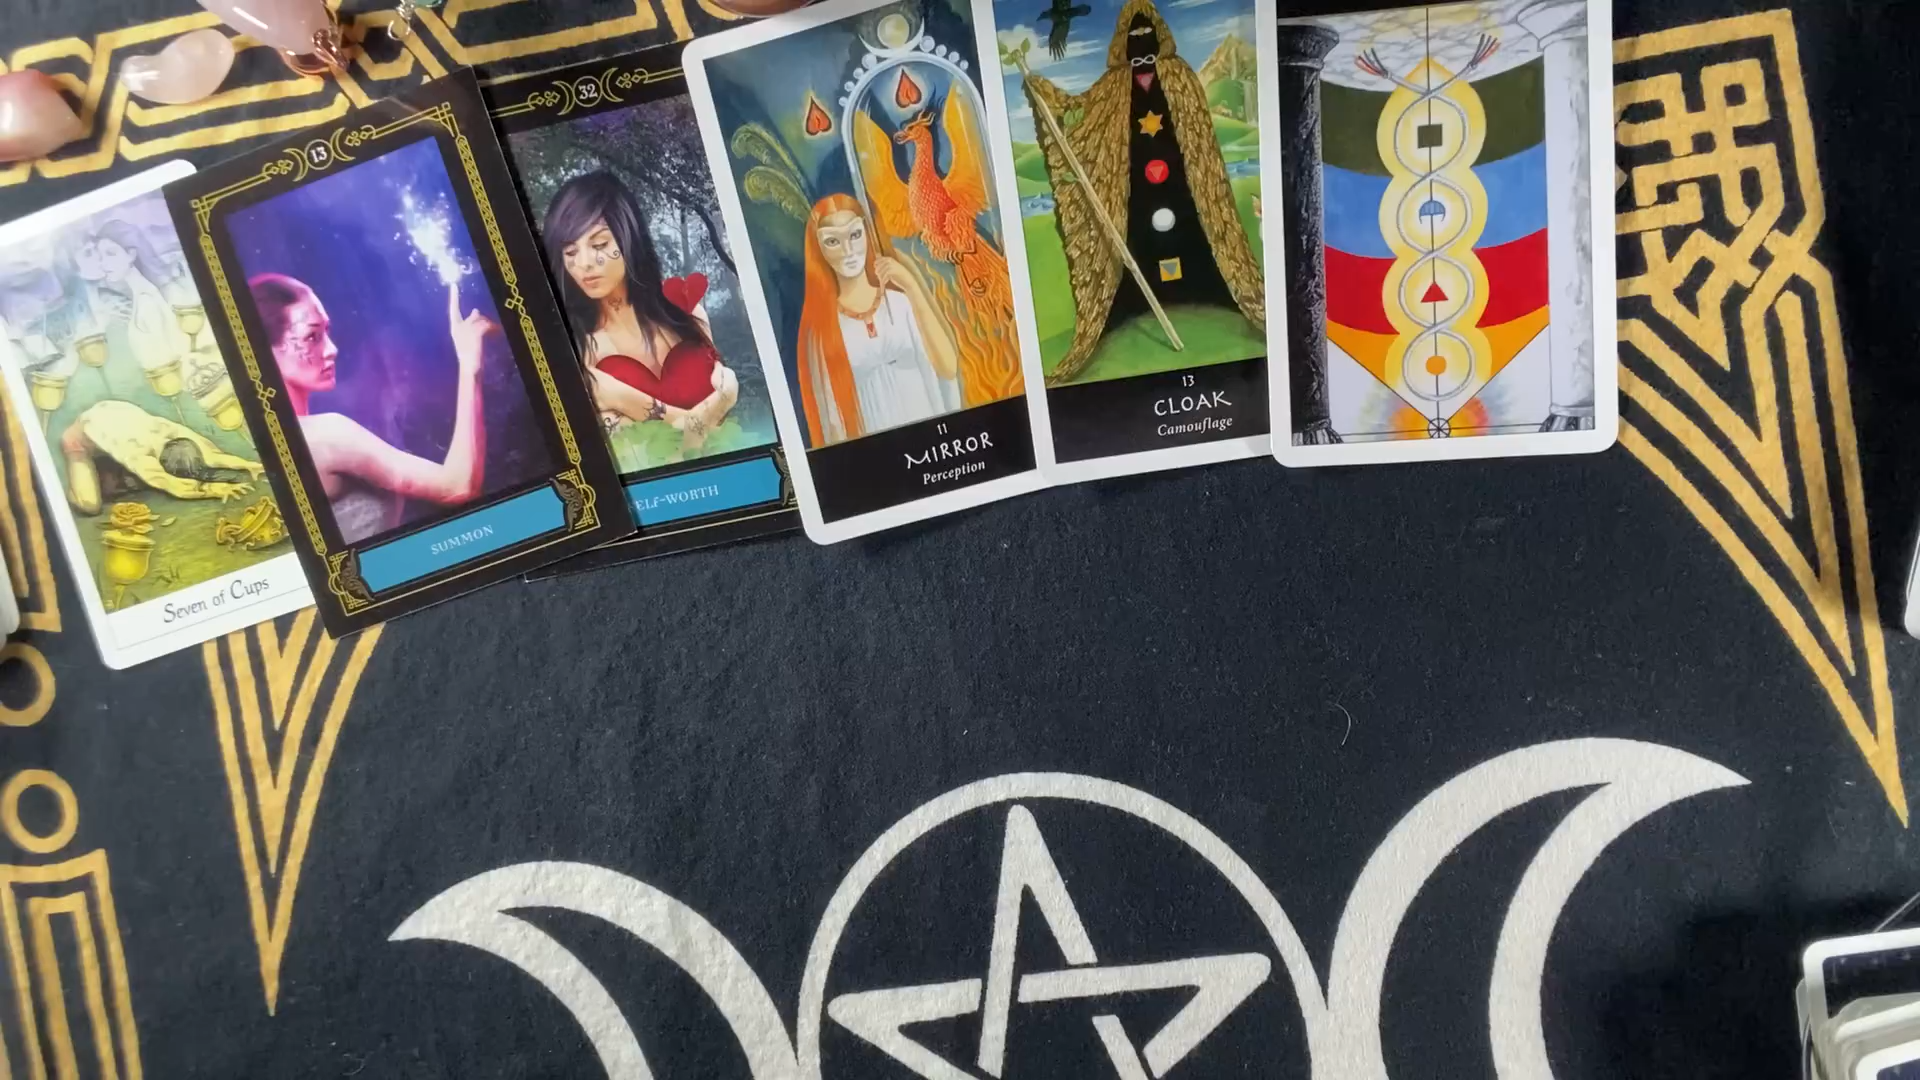 Seven of Cups
13
SUMMON
32
ELF-WORTH
11
MIRROR
Perception
13
CLOAK
Camouflage